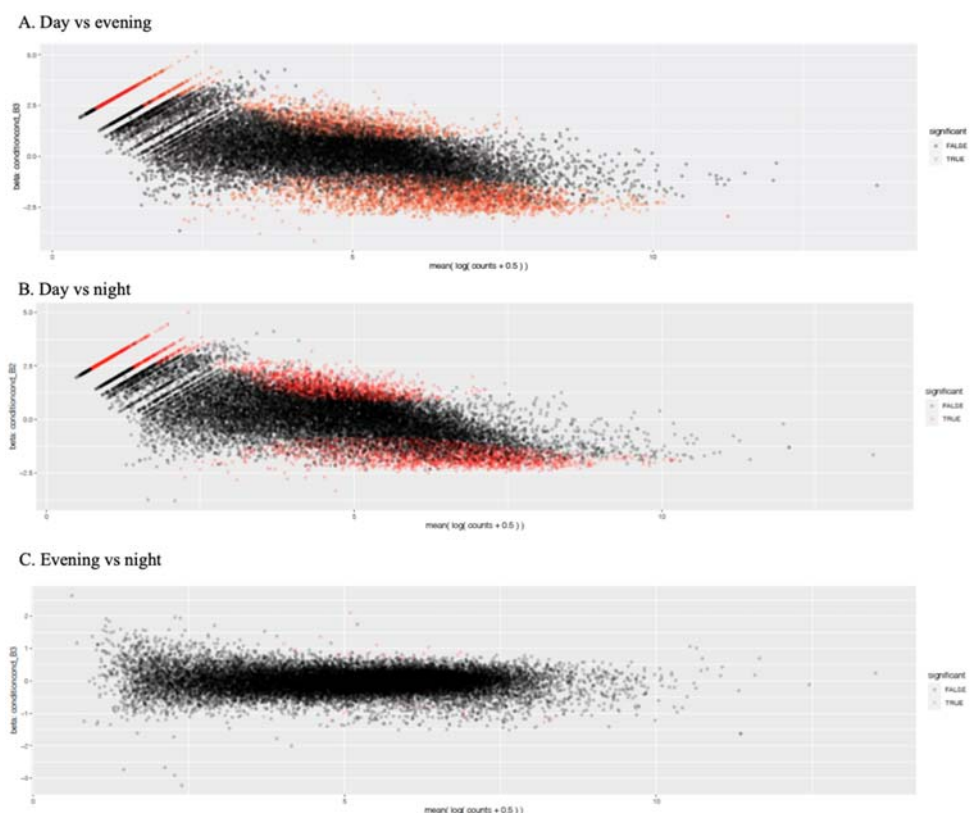 A. Day vs evening
5.0
2.5
0.0
-2.5
0
5
10
beta: conditioncond_B3
mean( log( counts + 0.5 ) )
significant
FALSE
TRUE
B. Day vs night
5.0
2.5
0.0
-2.5
0
5
10
beta: conditioncond_B2
mean( log( counts + 0.5 ) )
significant
FALSE
TRUE
C. Evening vs night
2
1
0
-1
-2
0
5
10
beta: conditioncond_B3
mean( log( counts + 0.5 ) )
significant
FALSE
TRUE